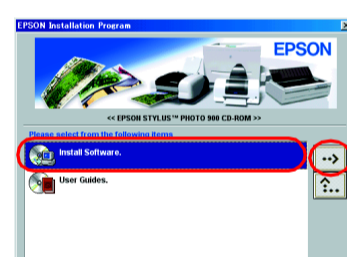 EPSON Installation Program
EPSON
<< EPSON STYLUS™ PHOTO 900 CD-ROM >>
Please select from the following items
Install Software.
User Guides.